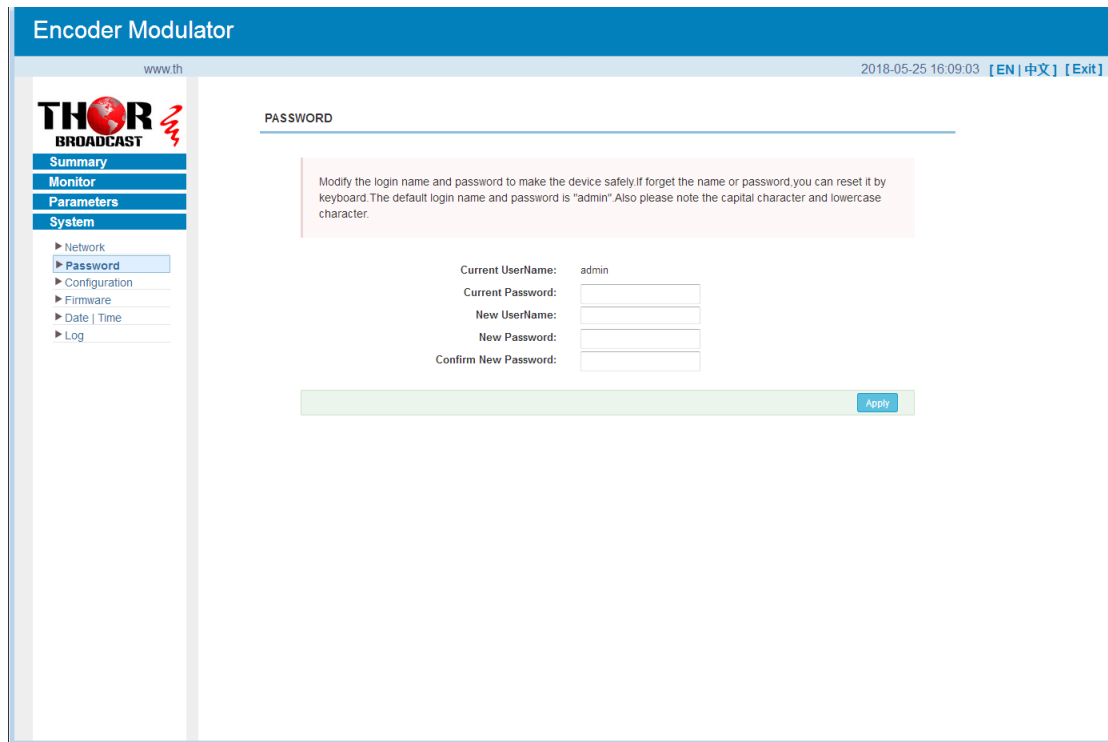 Encoder Modulator
www.th
2018-05-25 16:09:03 [ EN | 中文 ] [ Exit ]
THOR
BROADCAST
Summary
Monitor
Parameters
System
Network
Password
Configuration
Firmware
Date | Time
Log
PASSWORD
Modify the login name and password to make the device safely.If forget the name or password,you can reset it by
keyboard.The default login name and password is "admin".Also please note the capital character and lowercase
character.
Current UserName: admin
Current Password:
New UserName:
New Password:
Confirm New Password:
Apply